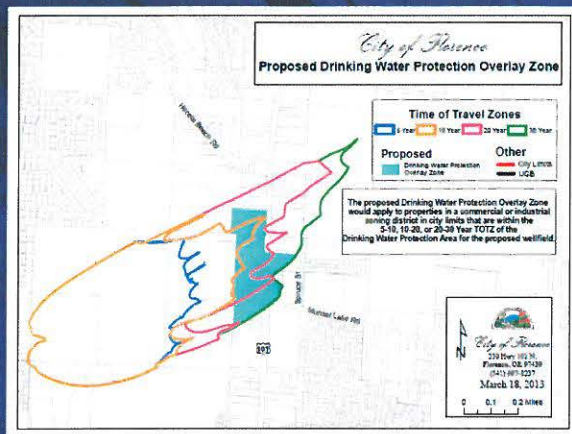 City of Florence
Proposed Drinking Water Protection Overlay Zone
Time of Travel Zones
5 Year 10 Year 20 Year 30 Year
Proposed
Drinking Water Protection
Overlay Zone
Other
City Limits
UGB
The proposed Drinking Water Protection Overlay Zone
would apply to properties in a commercial or industrial
zoning district in city limits that are within the
5-10, 10-20, or 20-30 Year TOTZ of the
Drinking Water Protection Area for the proposed wellfield.
Heceta Beach Rd
Spruce St
Munsel Lake Rd
101
N
City of Florence
250 Hwy 101 N.
Florence, OR 97439
March 18, 2013
0 0.1 0.2 Miles